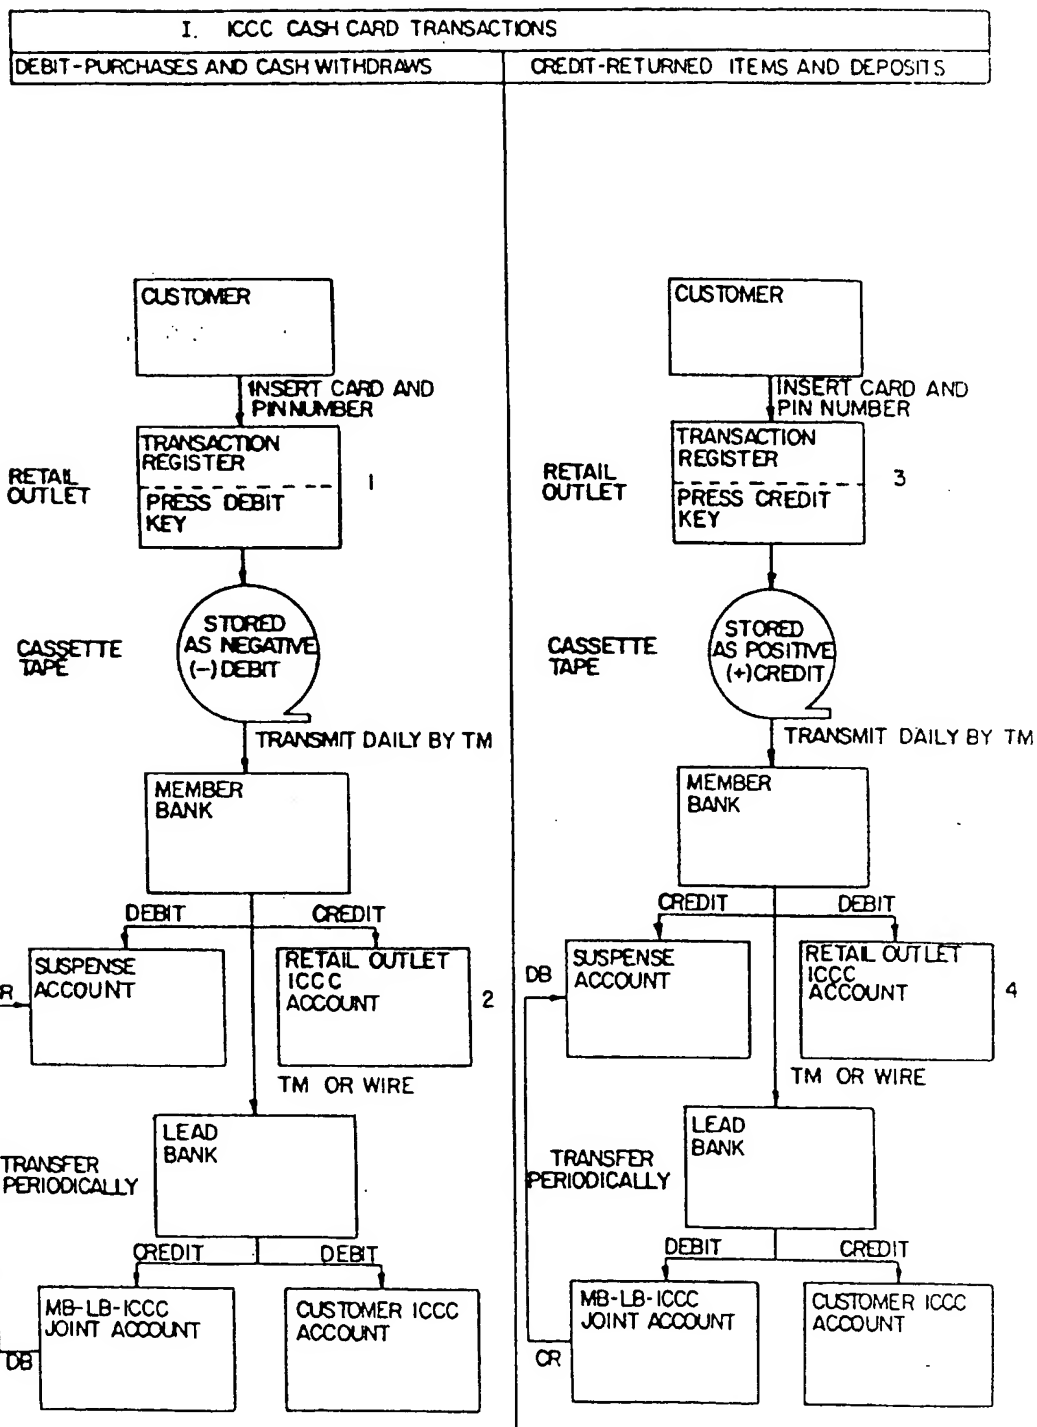 I. ICCC CASH CARD TRANSACTIONS
DEBIT-PURCHASES AND CASH WITHDRAWS
CREDIT-RETURNED ITEMS AND DEPOSITS
CUSTOMER
INSERT CARD AND
PIN NUMBER
RETAIL
OUTLET
TRANSACTION
REGISTER
PRESS DEBIT
KEY
1
CASSETTE
TAPE
STORED
AS NEGATIVE
(-) DEBIT
TRANSMIT DAILY BY TM
MEMBER
BANK
DEBIT
CREDIT
R
SUSPENSE
ACCOUNT
RETAIL OUTLET
ICCC
ACCOUNT
2
TM OR WIRE
LEAD
BANK
TRANSFER
PERIODICALLY
CREDIT
DEBIT
MB-LB-ICCC
JOINT ACCOUNT
DB
CUSTOMER ICCC
ACCOUNT
CUSTOMER
INSERT CARD AND
PIN NUMBER
RETAIL
OUTLET
TRANSACTION
REGISTER
PRESS CREDIT
KEY
3
CASSETTE
TAPE
STORED
AS POSITIVE
(+)CREDIT
TRANSMIT DAILY BY TM
MEMBER
BANK
CREDIT
DEBIT
DB
SUSPENSE
ACCOUNT
RETAIL OUTLET
ICCC
ACCOUNT
4
TM OR WIRE
LEAD
BANK
TRANSFER
PERIODICALLY
DEBIT
CREDIT
MB-LB-ICCC
JOINT ACCOUNT
CR
CUSTOMER ICCC
ACCOUNT